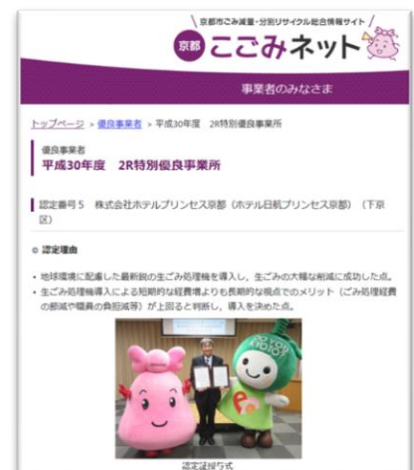 京都市ごみ減量・分別リサイクル総合情報サイト
京都 こごみネット
事業者のみなさま
トップページ > 優良事業者 > 平成30年度 2R特別優良事業所
優良事業者
平成30年度 2R特別優良事業所
認定番号5 株式会社ホテルプリンセス京都（ホテル日航プリンセス京都）（下京
区）
認定理由
・地球環境に配慮した最新鋭の生ごみ処理機を導入し，生ごみの大幅な削減に成功した点。
・生ごみ処理機導入による短期的な経費増よりも長期的な視点でのメリット（ごみ処理経費
の節減や職員の負担減等）が上回ると判断し，導入を決めた点。
DO YOU
KYOTO?
認定証授与式